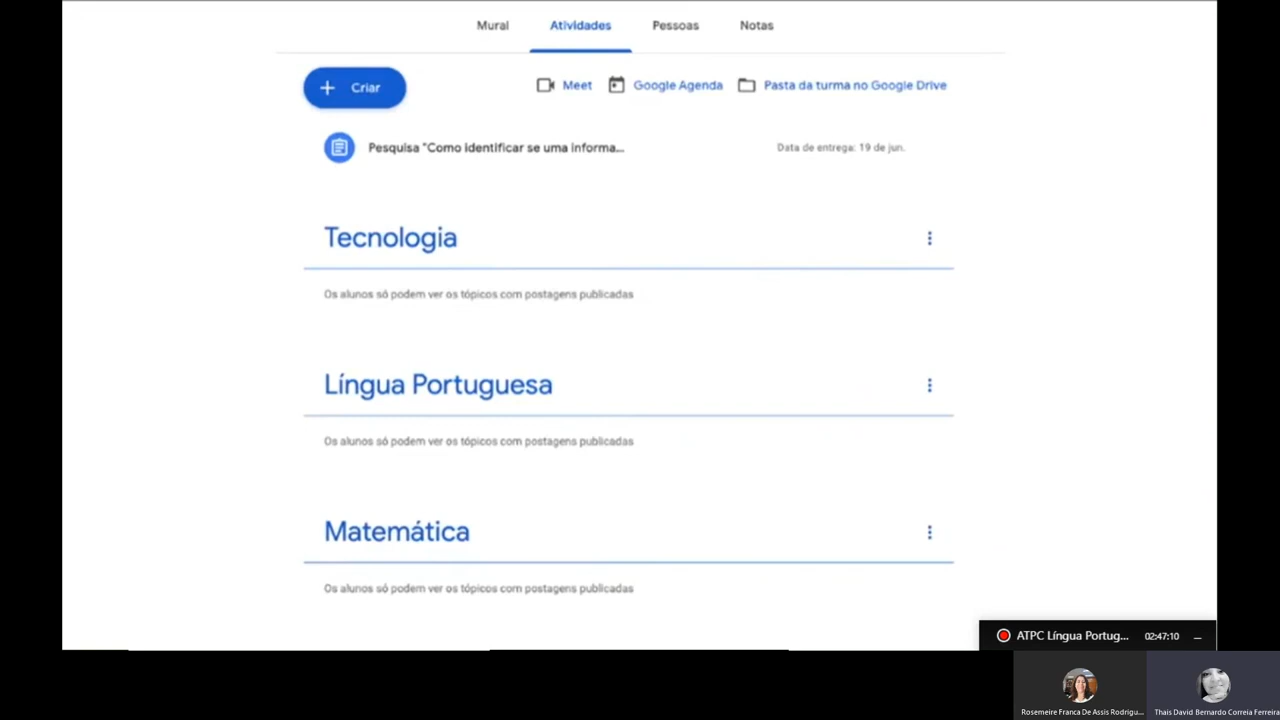 Mural Atividades Pessoas Notas
Criar Meet Google Agenda Pasta da turma no Google Drive
Pesquisa "Como identificar se uma informa... Data de entrega: 19 de jun.
Tecnologia
Os alunos só podem ver os tópicos com postagens publicadas
Língua Portuguesa
Os alunos só podem ver os tópicos com postagens publicadas
Matemática
Os alunos só podem ver os tópicos com postagens publicadas
ATPC Língua Portug... 02:47:10
Rosemeire Franca De Assis Rodrigu... Thais David Bernardo Correia Ferreira